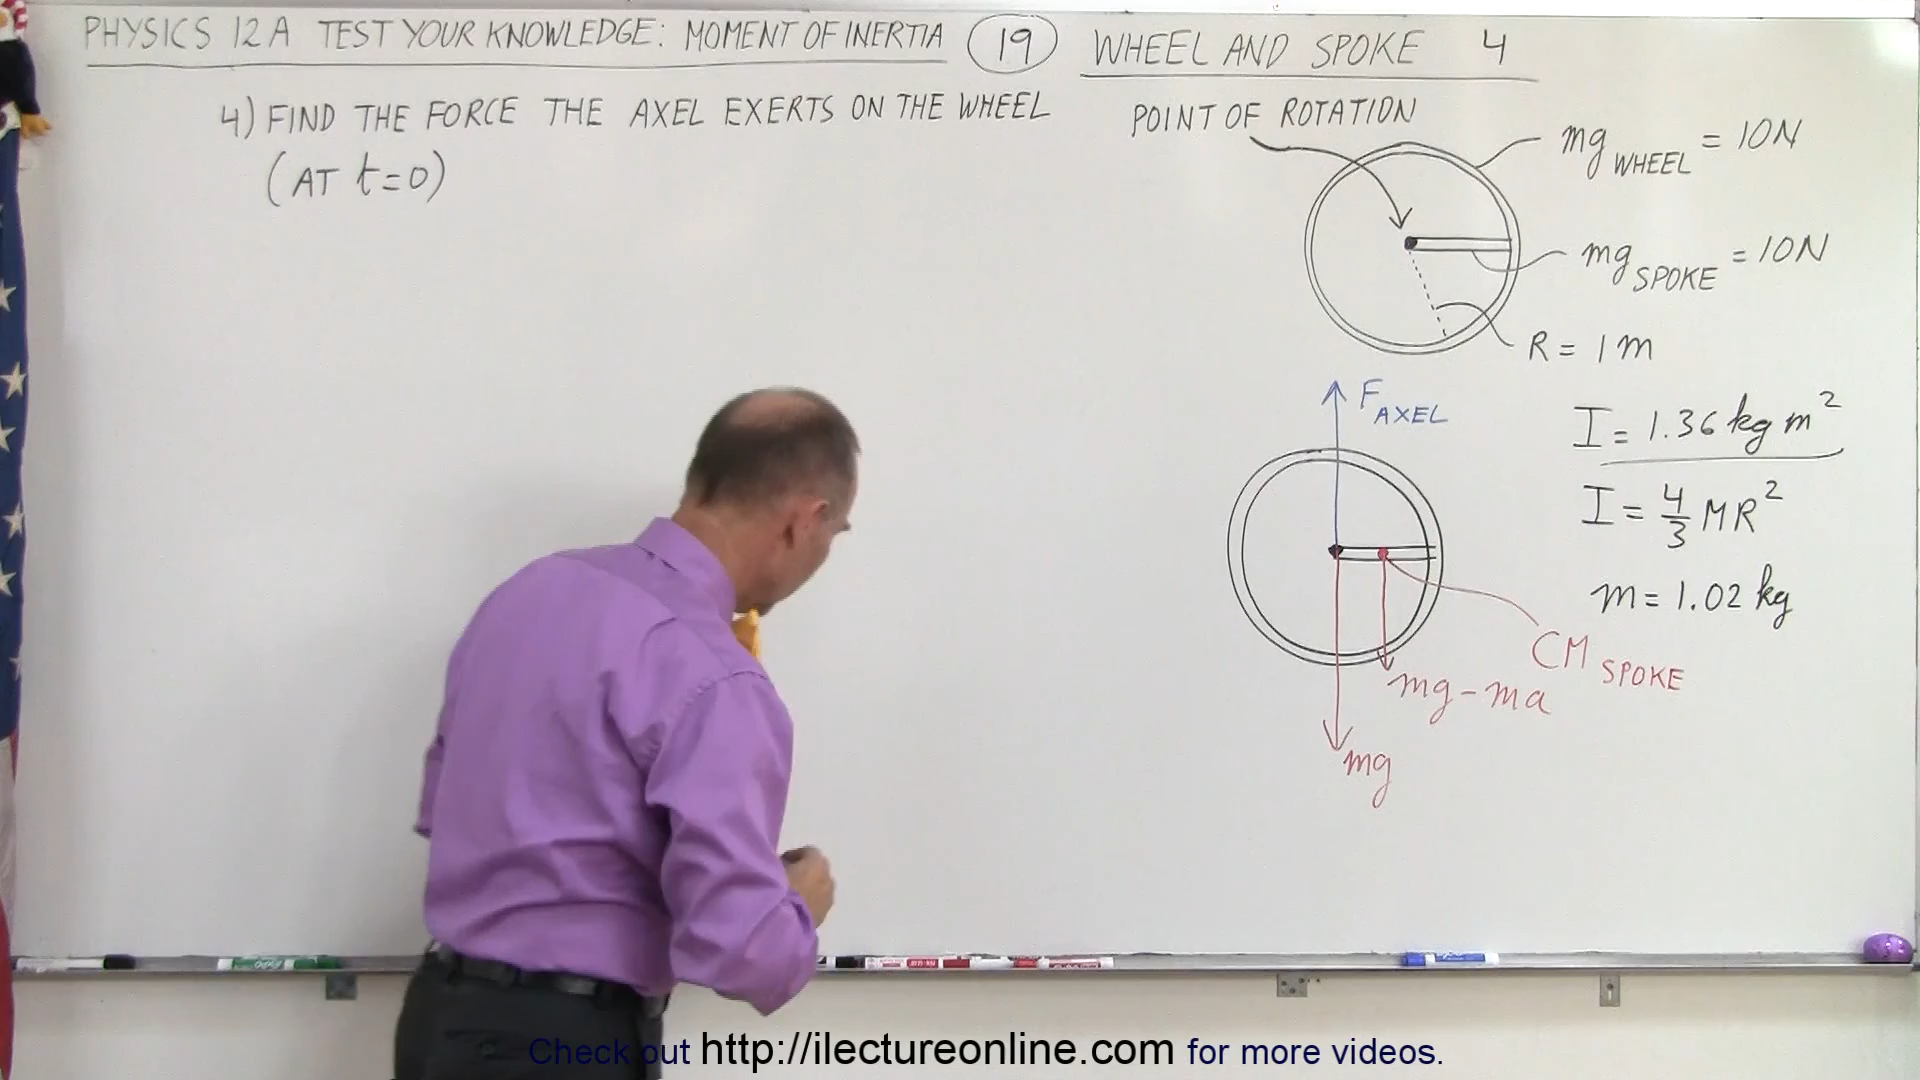 PHYSICS 12A TEST YOUR KNOWLEDGE: MOMENT OF INERTIA 19 WHEEL AND SPOKE 4
4) FIND THE FORCE THE AXEL EXERTS ON THE WHEEL
(AT t=0)
POINT OF ROTATION
mg WHEEL = 10N
mg SPOKE = 10N
R = 1m
F AXEL
I = 1.36 kg m²
I = 4/3 MR²
m = 1.02 kg
CM SPOKE
mg - ma
mg
Check out http://ilectureonline.com for more videos.